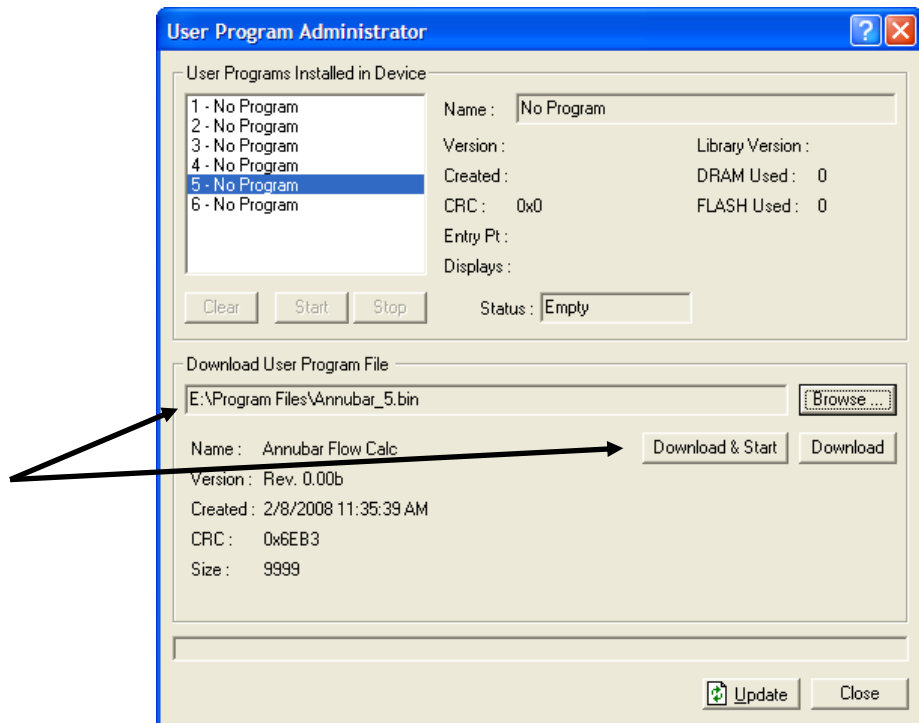 User Program Administrator
User Programs Installed in Device
1 - No Program
2 - No Program
3 - No Program
4 - No Program
5 - No Program
6 - No Program
Name : No Program
Version : Library Version :
Created : DRAM Used : 0
CRC : 0x0 FLASH Used : 0
Entry Pt :
Displays :
Clear Start Stop Status : Empty
Download User Program File
E:\Program Files\Annubar_5.bin Browse ...
Name : Annubar Flow Calc Download & Start Download
Version : Rev. 0.00b
Created : 2/8/2008 11:35:39 AM
CRC : 0x6EB3
Size : 9999
Update Close